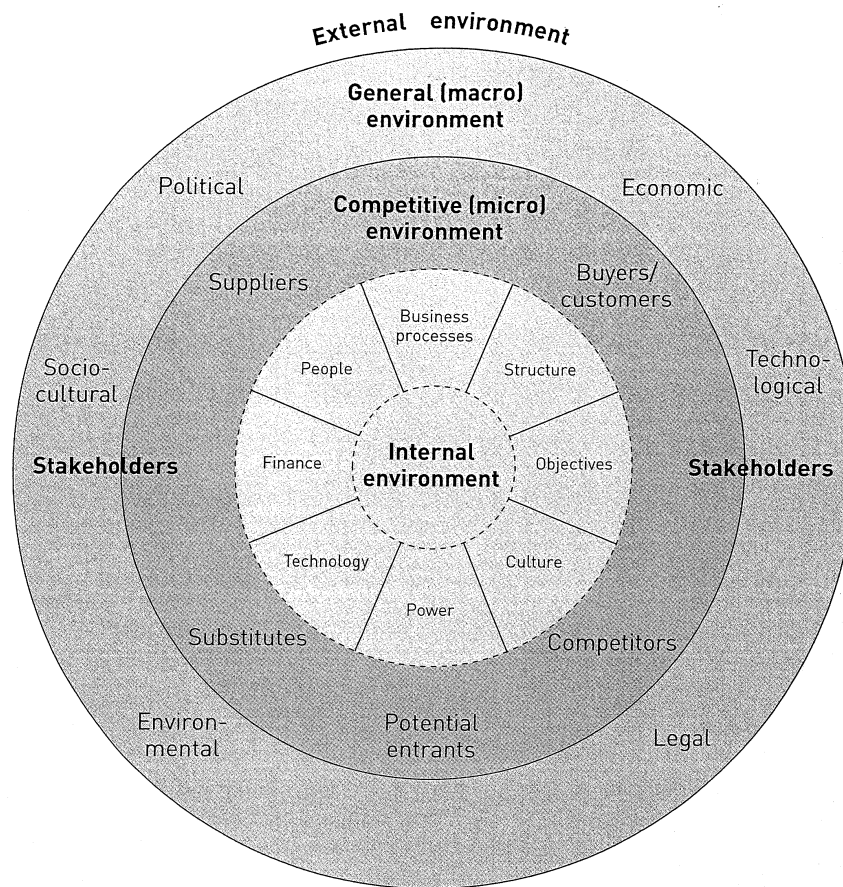 External environment
General (macro)
environment
Political
Economic
Competitive (micro)
environment
Suppliers
Buyers/
customers
Business
processes
People
Structure
Socio-
cultural
Techno-
logical
Stakeholders
Finance
Internal
environment
Objectives
Stakeholders
Technology
Culture
Power
Substitutes
Competitors
Environ-
mental
Potential
entrants
Legal